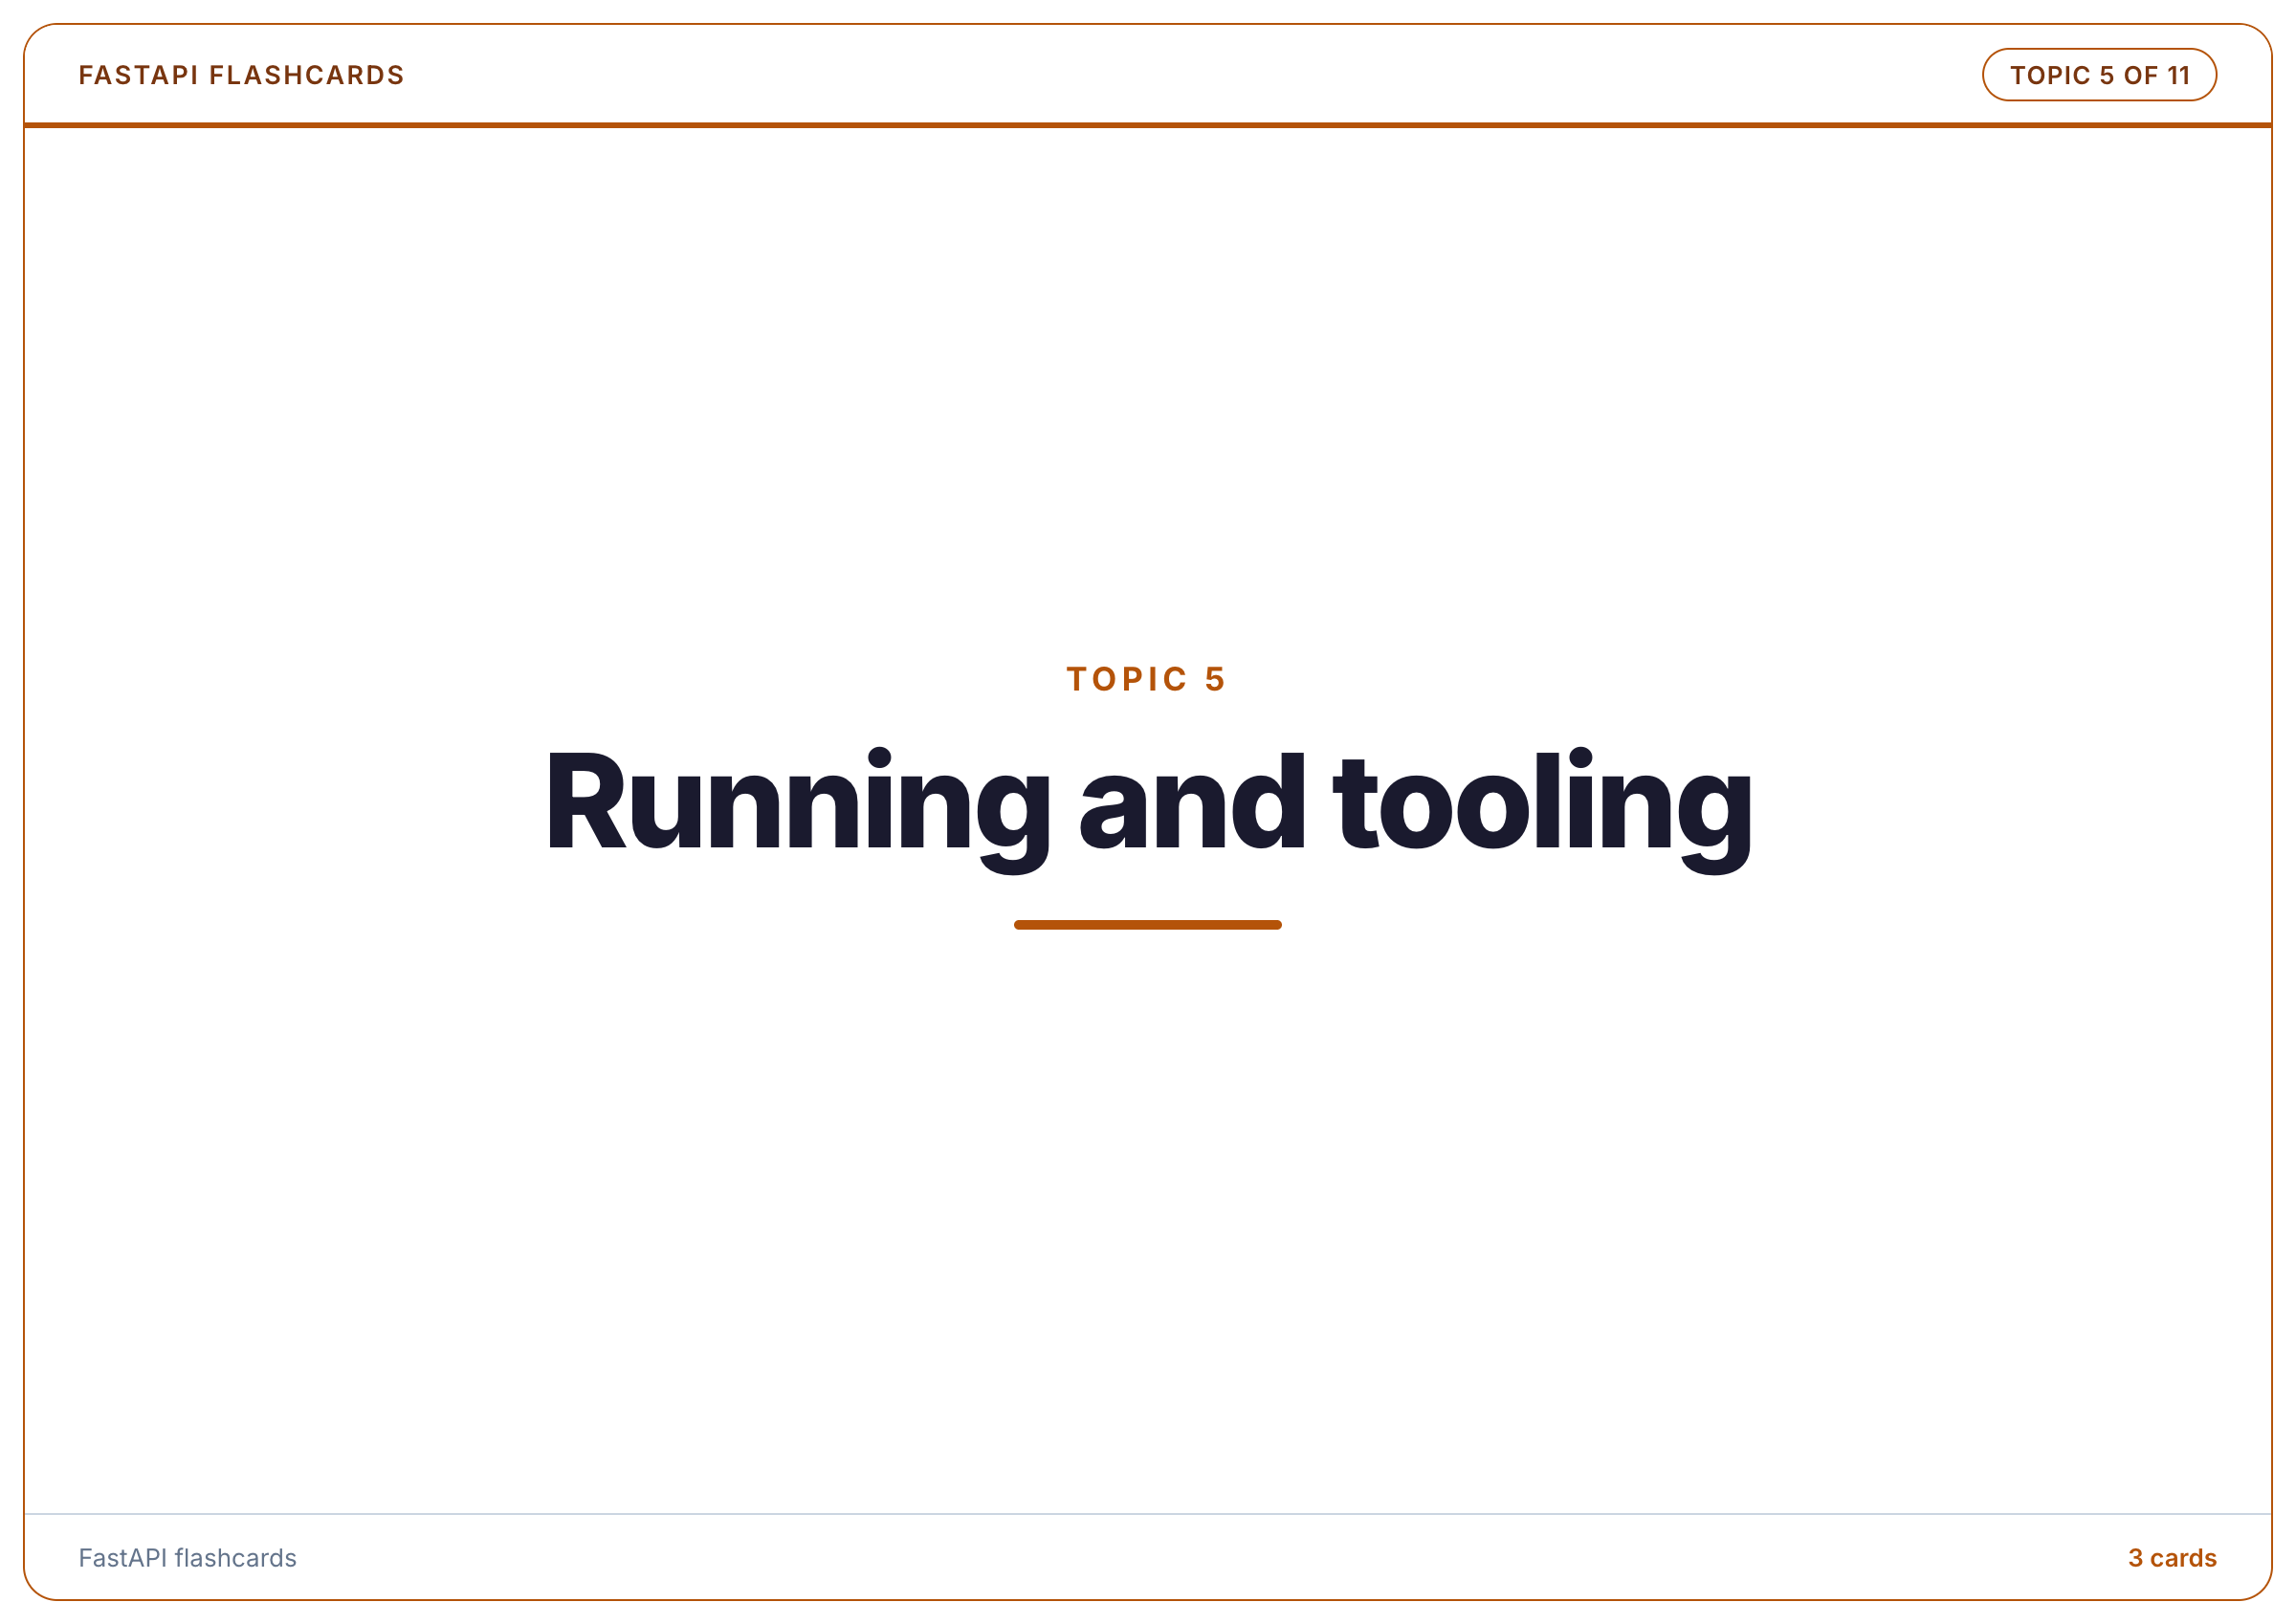 FASTAPI FLASHCARDS
TOPIC 5 OF 11
TOPIC 5
Running and tooling
FastAPI flashcards
3 cards